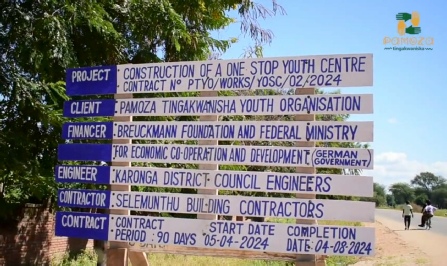 PAMOZA
tingakwanisha
PROJECT : CONSTRUCTION OF A ONE STOP YOUTH CENTRE
CONTRACT Nº PTYO/WORKS/YOSC/02/2024
CLIENT : PAMOZA TINGAKWANISHA YOUTH ORGANISATION
FINANCER : BREUCKMANN FOUNDATION AND FEDERAL MINISTRY
FOR ECONOMIC CO-OPERATION AND DEVELOPMENT (GERMAN GOVERNMENT)
ENGINEER : KARONGA DISTRICT COUNCIL ENGINEERS
CONTRACTOR : SELEMUNTHU BUILDING CONTRACTORS
CONTRACT : CONTRACT START DATE COMPLETION
PERIOD : 90 DAYS 05-04-2024 DATE: 04-08-2024